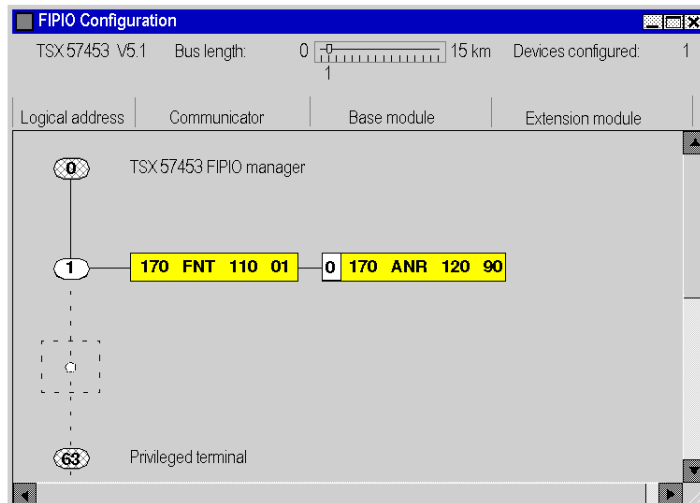 FIPIO Configuration
TSX 57453 V5.1 Bus length: 0 15 km Devices configured: 1
1
Logical address Communicator Base module Extension module
0 TSX 57453 FIPIO manager
1 170 FNT 110 01 0 170 ANR 120 90
63 Privileged terminal